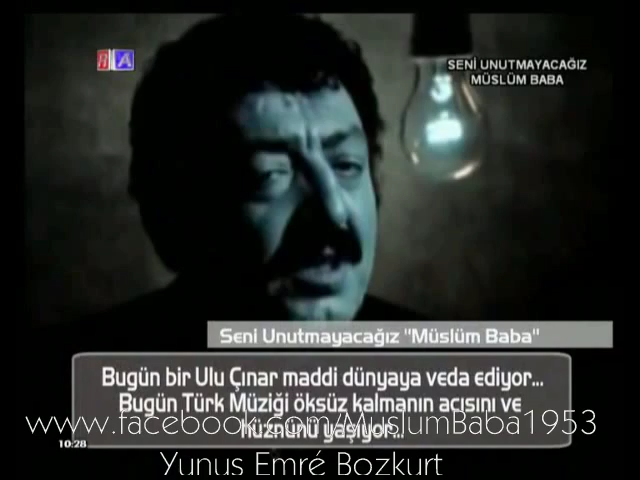 BA
SENİ UNUTMAYACAĞIZ
MÜSLÜM BABA
Seni Unutmayacağız "Müslüm Baba"
Bugün bir Ulu Çınar maddi dünyaya veda ediyor...
Bugün Türk Müziği öksüz kalmanın acısını ve
www.facebook.com/MuslumBaba1953
hüznünü yaşıyor...
10:28
Yunus Emré Bozkurt